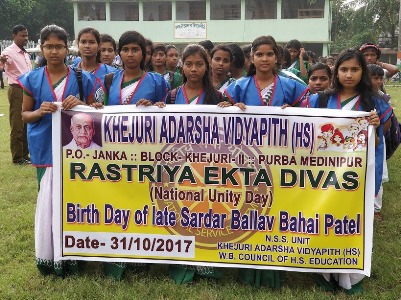 KHEJURI ADARSHA VIDYAPITH (HS)
P.O.- JANKA :: BLOCK- KHEJURI- II :: PURBA MEDINIPUR
RASTRIYA EKTA DIVAS
(National Unity Day)
Birth Day of late Sardar Ballav Bahai Patel
Date- 31/10/2017
N.S.S. UNIT
KHEJURI ADARSHA VIDYAPITH (HS)
W.B. COUNCIL OF H.S. EDUCATION